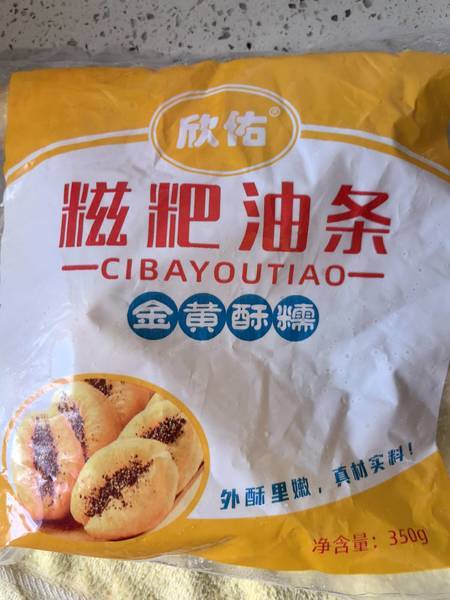 欣佑®
糍粑油条
CIBAYOUTIAO
金黄酥糯
外酥里嫩，真材实料！
净含量：350g